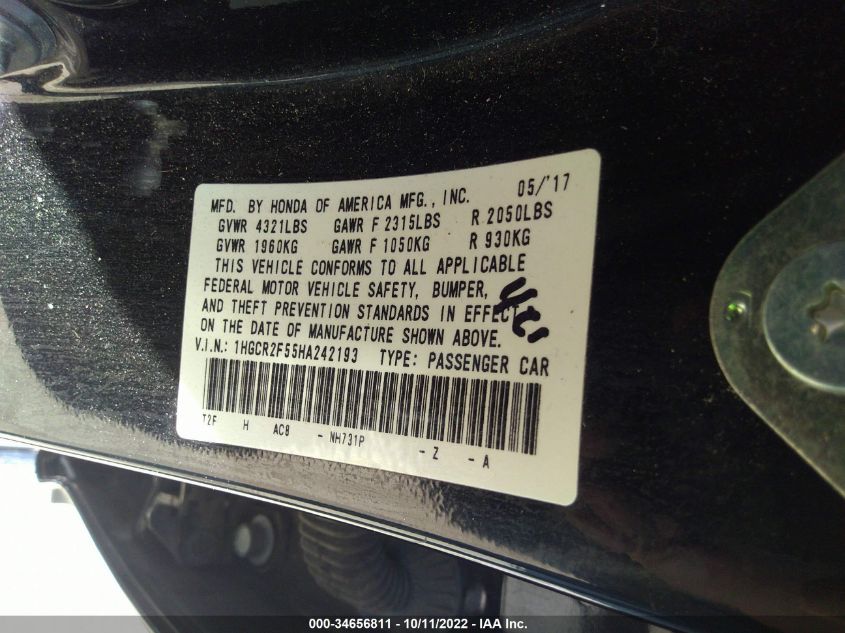 MFD. BY HONDA OF AMERICA MFG., INC. 05/'17
GVWR 4321LBS GAWR F 2315LBS R 2050LBS
GVWR 1960KG GAWR F 1050KG R 930KG
THIS VEHICLE CONFORMS TO ALL APPLICABLE
FEDERAL MOTOR VEHICLE SAFETY, BUMPER,
AND THEFT PREVENTION STANDARDS IN EFFECT
ON THE DATE OF MANUFACTURE SHOWN ABOVE.
V.I.N.: 1HGCR2F55HA242193 TYPE: PASSENGER CAR
T2F H AC8 - NH731P - Z - A
000-34656811 - 10/11/2022 - IAA Inc.